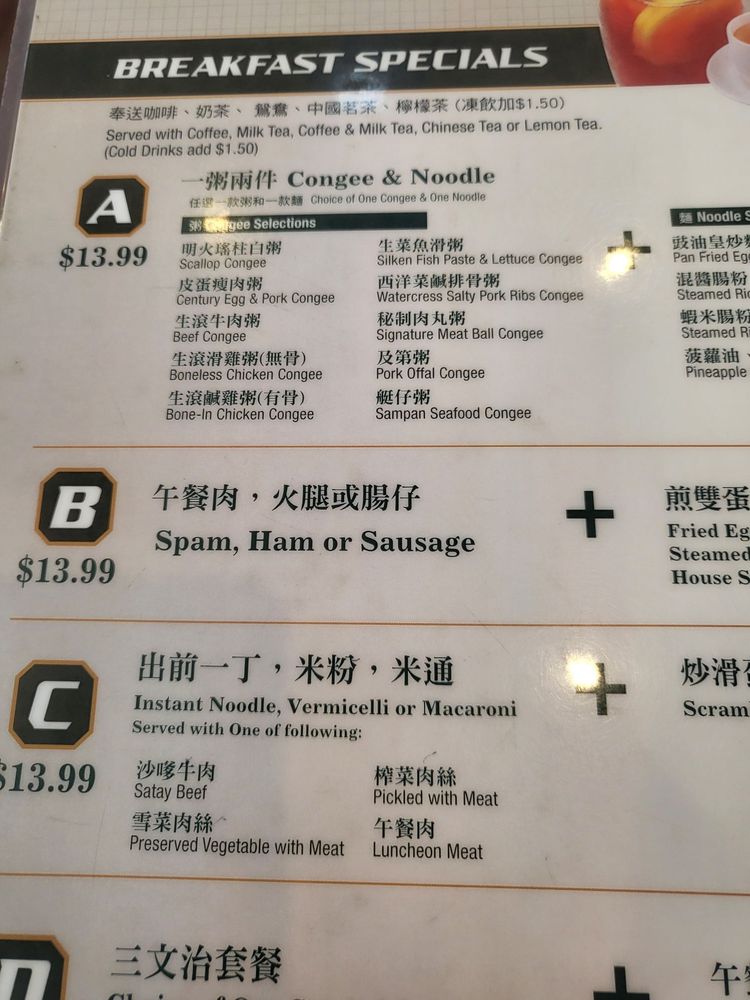 BREAKFAST SPECIALS
奉送咖啡、奶茶、鴛鴦、中國茗茶、檸檬茶 (凍飲加$1.50)
Served with Coffee, Milk Tea, Coffee & Milk Tea, Chinese Tea or Lemon Tea.
(Cold Drinks add $1.50)
A
$13.99
一粥兩件 Congee & Noodle
任選一款粥和一款麵 Choice of One Congee & One Noodle
粥 Congee Selections
明火瑤柱白粥
Scallop Congee
皮蛋瘦肉粥
Century Egg & Pork Congee
生滾牛肉粥
Beef Congee
生滾滑雞粥(無骨)
Boneless Chicken Congee
生滾鹹雞粥(有骨)
Bone-In Chicken Congee
生菜魚滑粥
Silken Fish Paste & Lettuce Congee
西洋菜鹹排骨粥
Watercress Salty Pork Ribs Congee
秘制肉丸粥
Signature Meat Ball Congee
及第粥
Pork Offal Congee
艇仔粥
Sampan Seafood Congee
+
麵 Noodle S
豉油皇炒
Pan Fried Eg
混醬腸粉
Steamed Ric
蝦米腸粉
Steamed Ri
菠蘿油、
Pineapple
B
$13.99
午餐肉，火腿或腸仔
Spam, Ham or Sausage
+
煎雙蛋
Fried Eg
Steamed
House S
C
$13.99
出前一丁，米粉，米通
Instant Noodle, Vermicelli or Macaroni
Served with One of following:
沙嗲牛肉
Satay Beef
雪菜肉絲
Preserved Vegetable with Meat
榨菜肉絲
Pickled with Meat
午餐肉
Luncheon Meat
+
炒滑蛋
Scram
三文治套餐
+
午